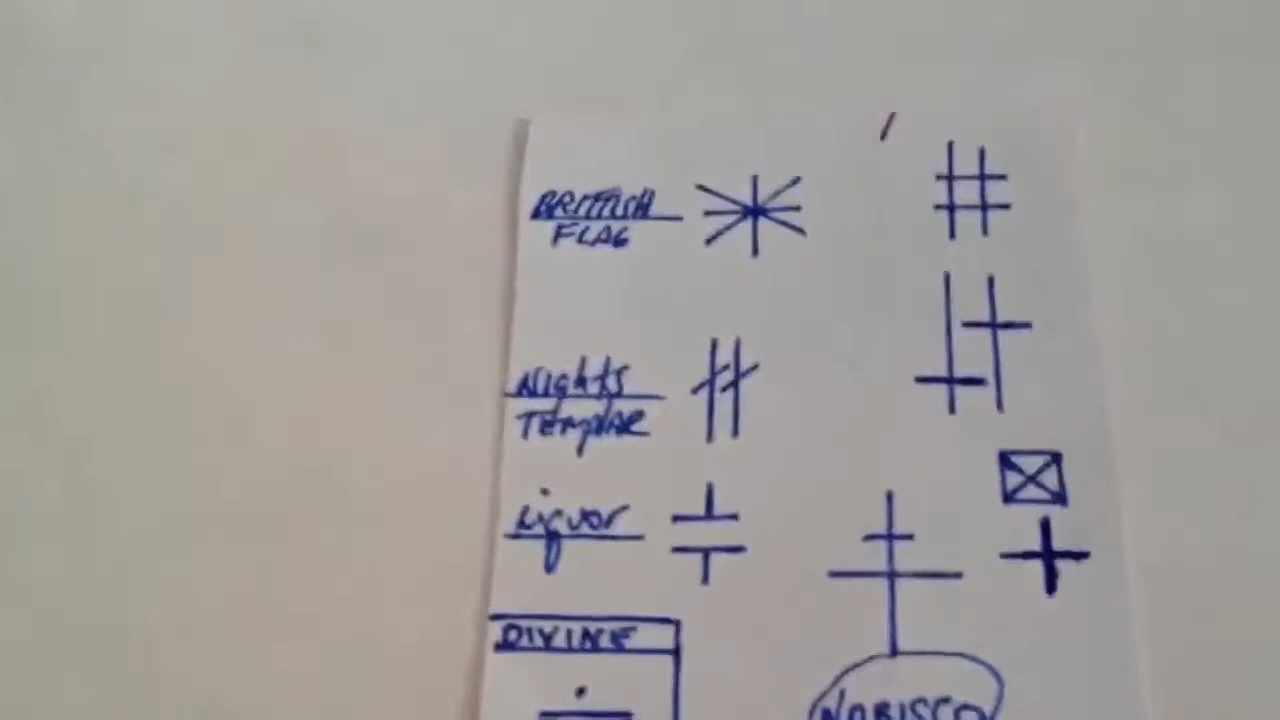 BRITISH
FLAG
Nights
TEMPLAR
Liquor
DIVINE
NABISCO